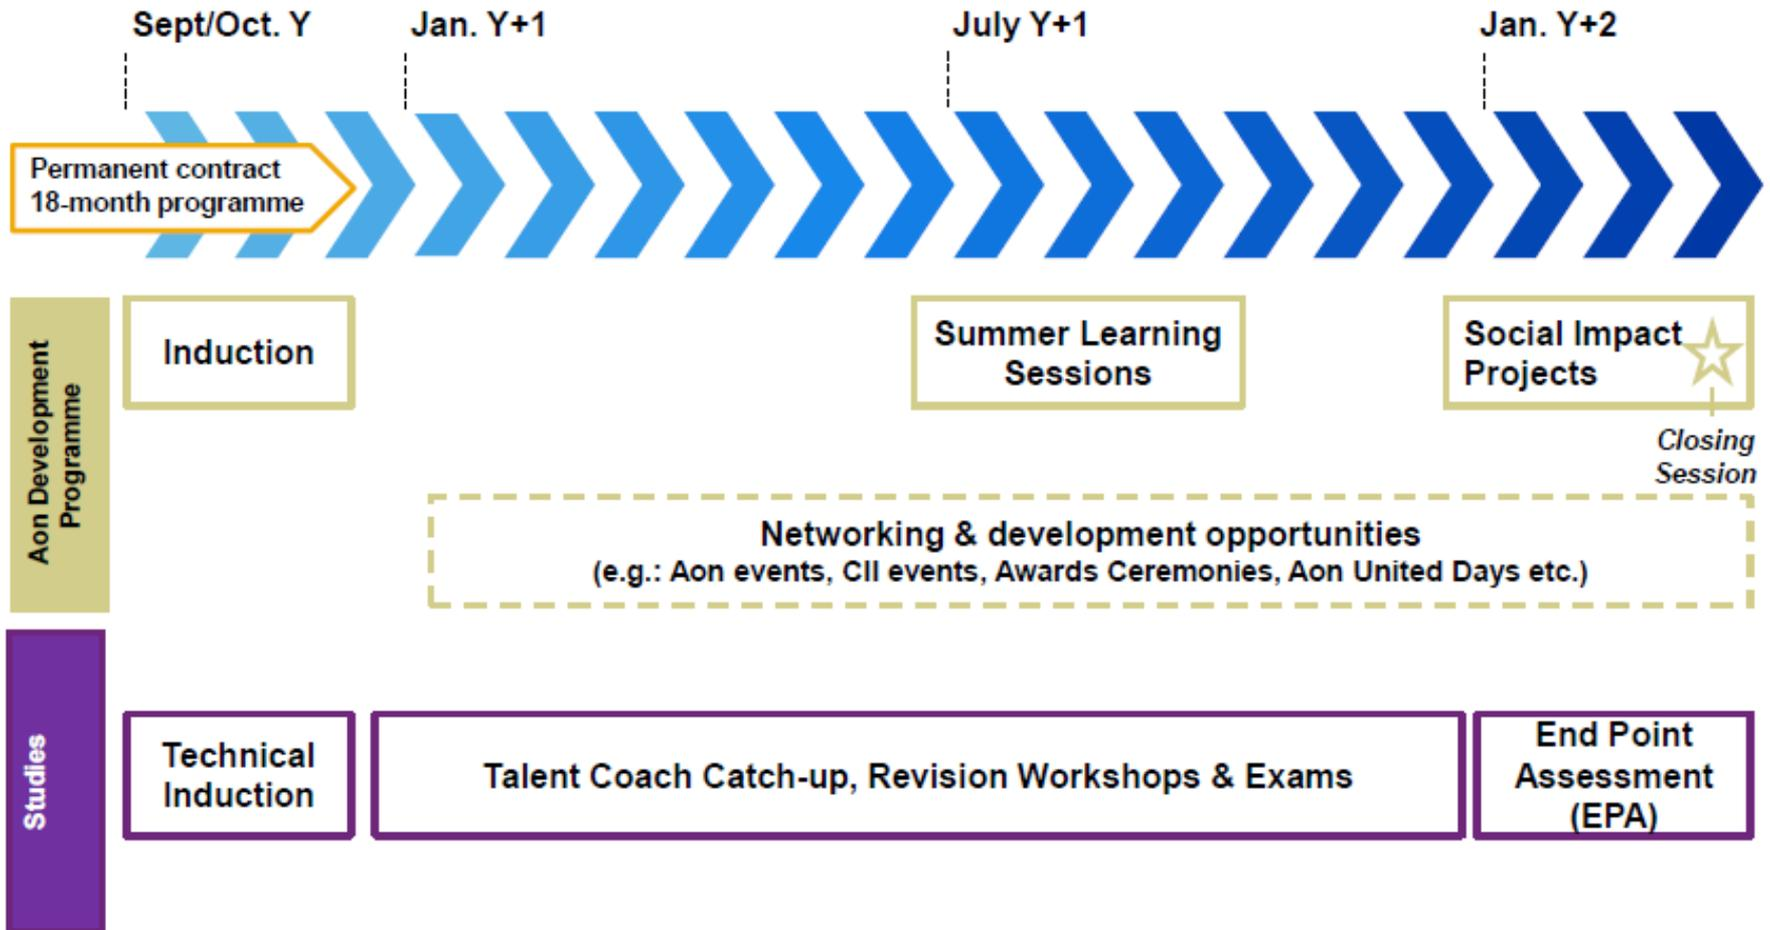 Sept/Oct. Y
Jan. Y+1
July Y+1
Jan. Y+2
Permanent contract
18-month programme
Aon Development
Programme
Induction
Summer Learning
Sessions
Social Impact
Projects
Closing
Session
Networking & development opportunities
(e.g.: Aon events, CII events, Awards Ceremonies, Aon United Days etc.)
Studies
Technical
Induction
Talent Coach Catch-up, Revision Workshops & Exams
End Point
Assessment
(EPA)